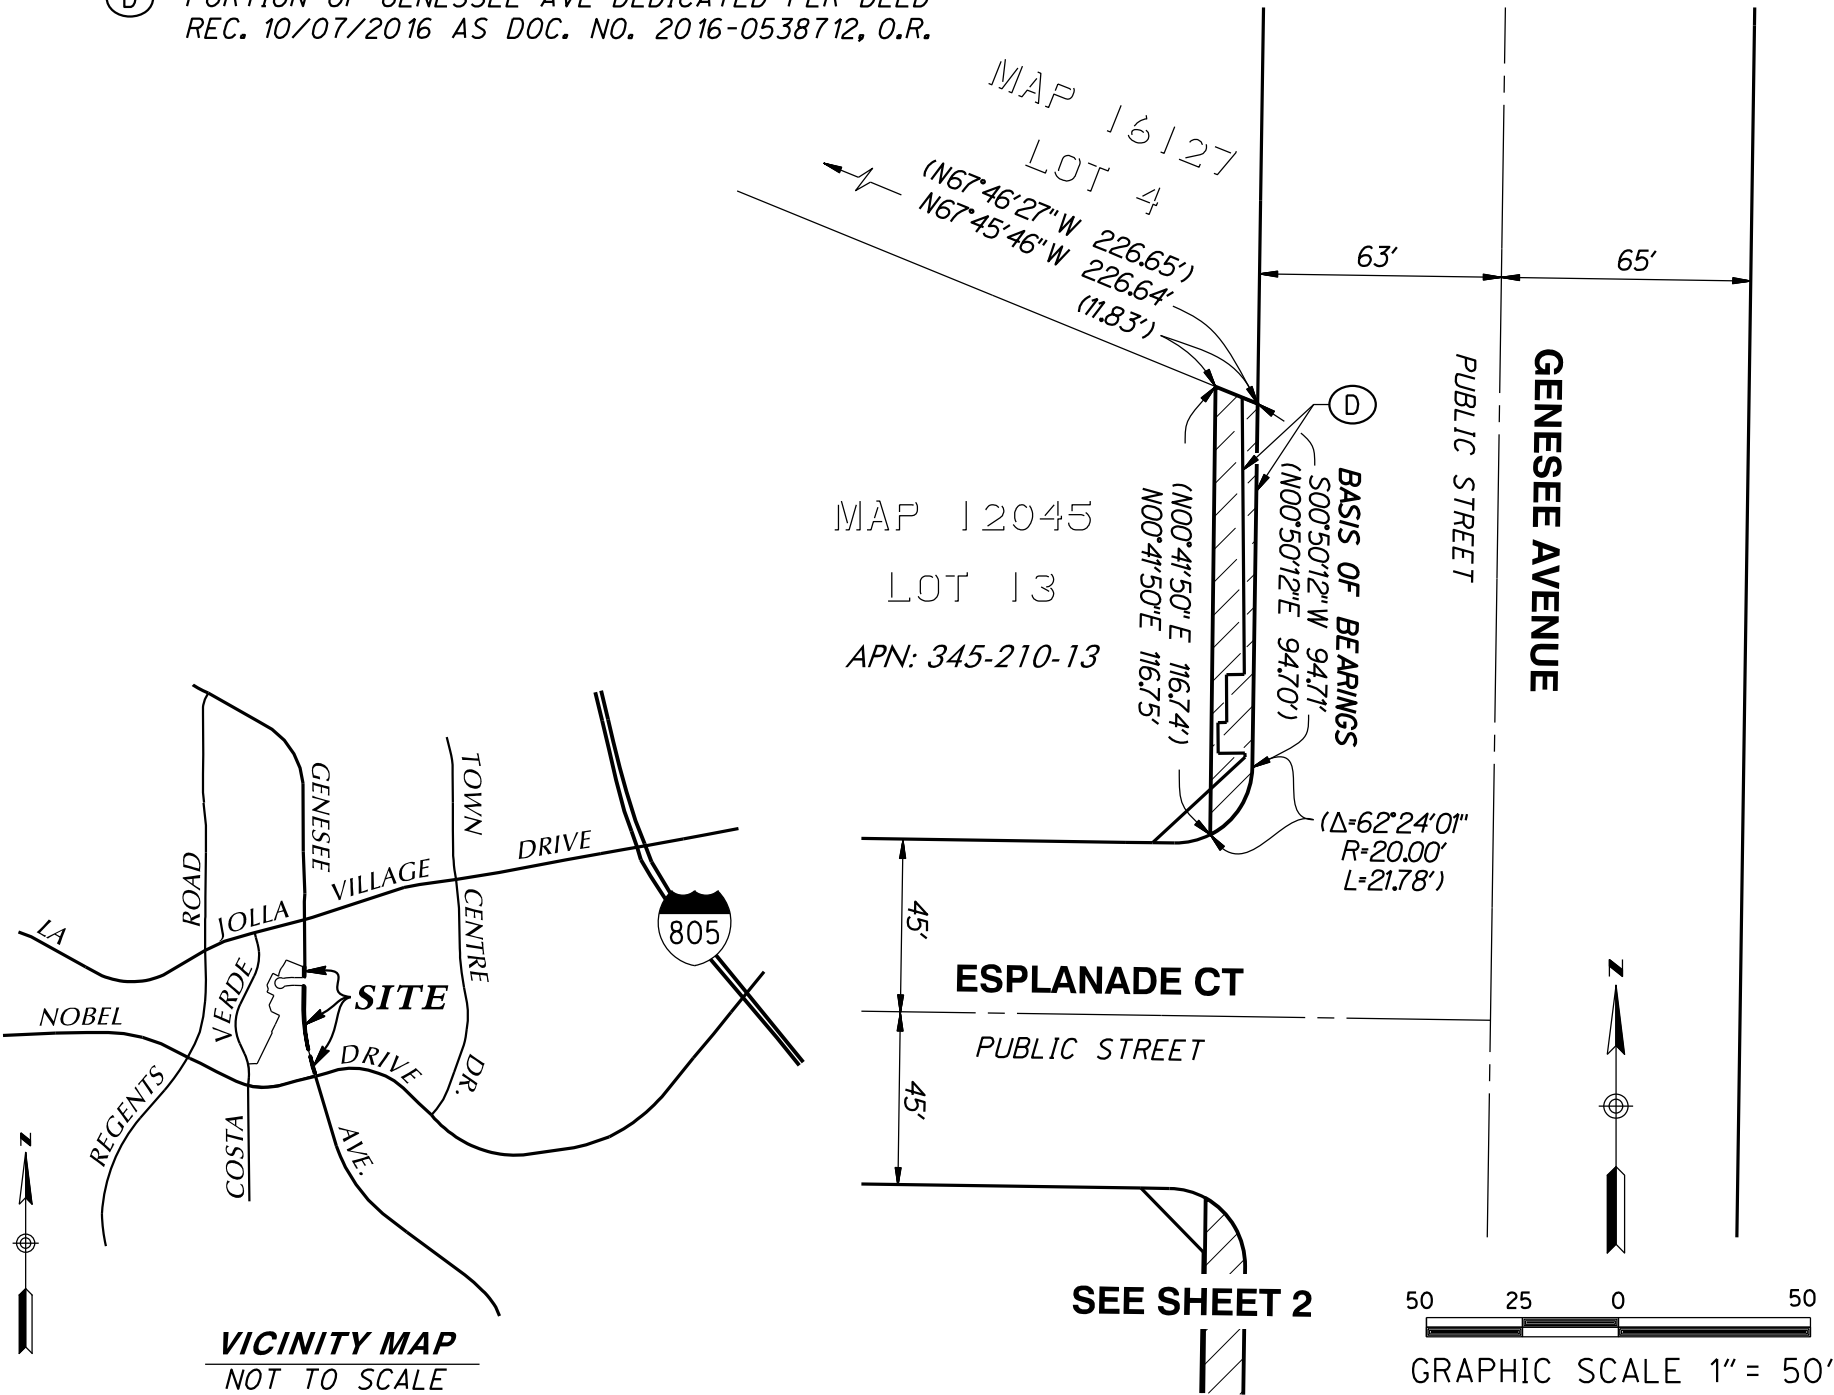 D PORTION OF GENESSEE AVE DEDICATED PER DEED
REC. 10/07/2016 AS DOC. NO. 2016-0538712, O.R.
MAP 16127
LOT 4
(N67°46'27"W 226.65')
N67°45'46"W 226.64'
(11.83')
63'
65'
D
PUBLIC STREET
GENESEE AVENUE
BASIS OF BEARINGS
S00°50'12"W 94.71'
(N00°50'12"E 94.70')
(N00°41'50"E 116.74')
N00°41'50"E 116.75'
MAP 12045
LOT 13
APN: 345-210-13
(Δ=62°24'01"
R=20.00'
L=21.78')
45'
ESPLANADE CT
PUBLIC STREET
45'
SEE SHEET 2
N
50 25 0 50
GRAPHIC SCALE 1"= 50'
GENESEE
AVE.
TOWN
CENTRE
DR.
LA
JOLLA
VILLAGE
DRIVE
ROAD
REGENTS
VERDE
COSTA
NOBEL
DRIVE
SITE
805
N
VICINITY MAP
NOT TO SCALE